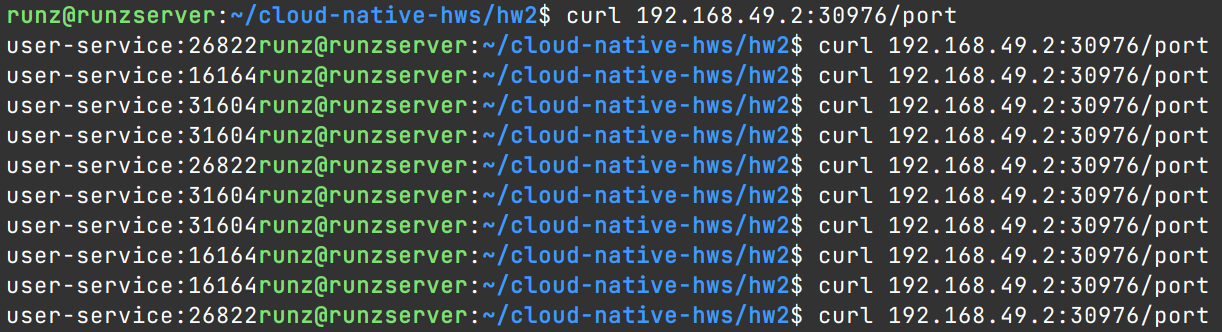 runz@runzserver:~/cloud-native-hws/hw2$ curl 192.168.49.2:30976/port
user-service:26822runz@runzserver:~/cloud-native-hws/hw2$ curl 192.168.49.2:30976/port
user-service:16164runz@runzserver:~/cloud-native-hws/hw2$ curl 192.168.49.2:30976/port
user-service:31604runz@runzserver:~/cloud-native-hws/hw2$ curl 192.168.49.2:30976/port
user-service:31604runz@runzserver:~/cloud-native-hws/hw2$ curl 192.168.49.2:30976/port
user-service:26822runz@runzserver:~/cloud-native-hws/hw2$ curl 192.168.49.2:30976/port
user-service:31604runz@runzserver:~/cloud-native-hws/hw2$ curl 192.168.49.2:30976/port
user-service:31604runz@runzserver:~/cloud-native-hws/hw2$ curl 192.168.49.2:30976/port
user-service:16164runz@runzserver:~/cloud-native-hws/hw2$ curl 192.168.49.2:30976/port
user-service:16164runz@runzserver:~/cloud-native-hws/hw2$ curl 192.168.49.2:30976/port
user-service:26822runz@runzserver:~/cloud-native-hws/hw2$ curl 192.168.49.2:30976/port